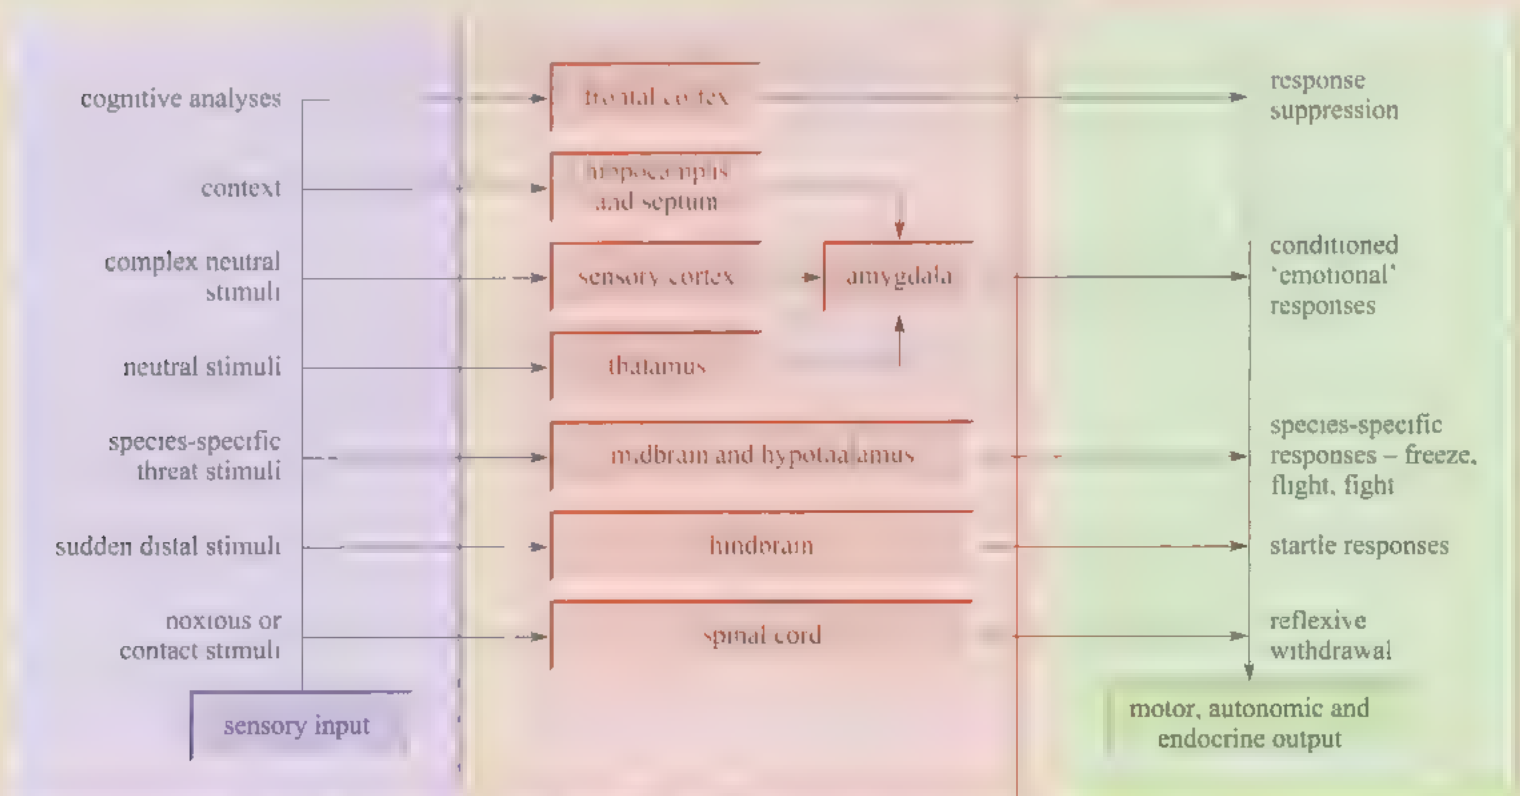 cognitive analyses
frontal cortex
response
suppression
context
hippocampus
and septum
complex neutral
stimuli
sensory cortex
amygdala
conditioned
‘emotional’
responses
neutral stimuli
thalamus
species-specific
threat stimuli
midbrain and hypothalamus
species-specific
responses – freeze,
flight, fight
sudden distal stimuli
hindbrain
startle responses
noxious or
contact stimuli
spinal cord
reflexive
withdrawal
sensory input
motor, autonomic and
endocrine output